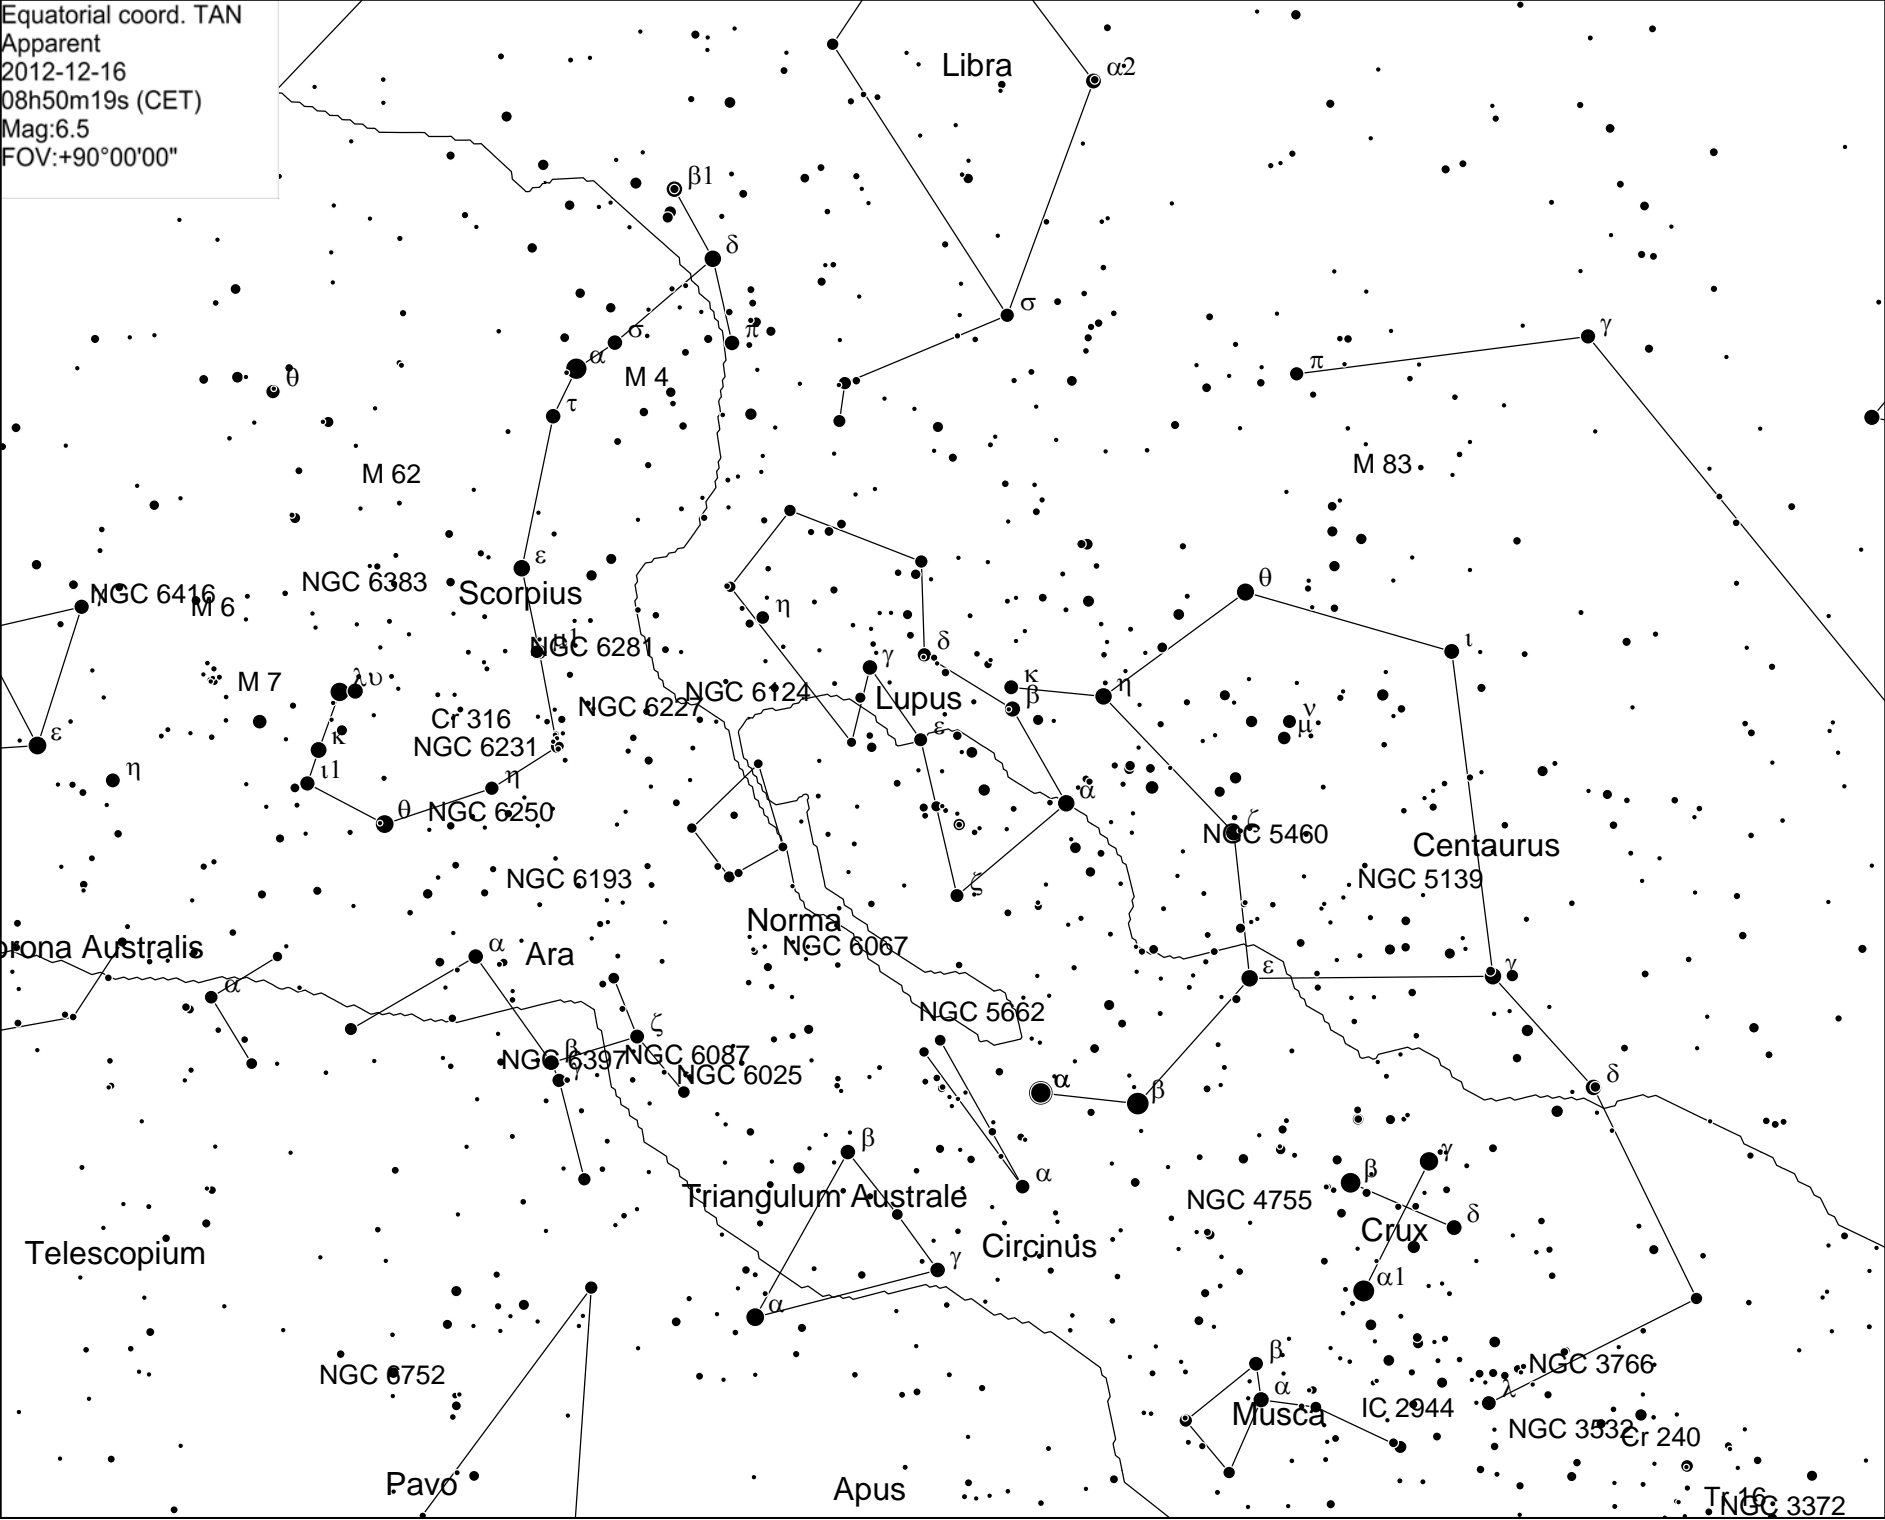 Equatorial coord. TAN
Apparent
2012-12-16
08h50m19s (CET)
Mag:6.5
FOV:+90°00'00"
Libra
α2
β1
δ
σ
σ
π
γ
α
π
M 4
θ
τ
M 62
M 83
ε
θ
NGC 6383
Scorpius
NGC 6416
M 6
η
μ1
NGC 6281
δ
ι
γ
κ
η
M 7
λ υ
NGC 6124
Lupus
β
NGC 6227
Cr 316
ν
μ
ε
κ
NGC 6231
ε
η
ι1
η
α
θ
NGC 6250
ζ
NGC 5460
Centaurus
NGC 6193
ζ
NGC 5139
Norma
NGC 6067
orona Australis
α
Ara
ε
γ
α
NGC 5662
ζ
β
NGC 6397
NGC 6087
γ
NGC 6025
α
β
δ
β
γ
β
α
Triangulum Australe
NGC 4755
δ
Crux
Circinus
Telescopium
γ
α1
α
β
NGC 3766
NGC 6752
α
λ
Musca
IC 2944
NGC 3532
Cr 240
Pavo
Apus
Tr 16
NGC 3372